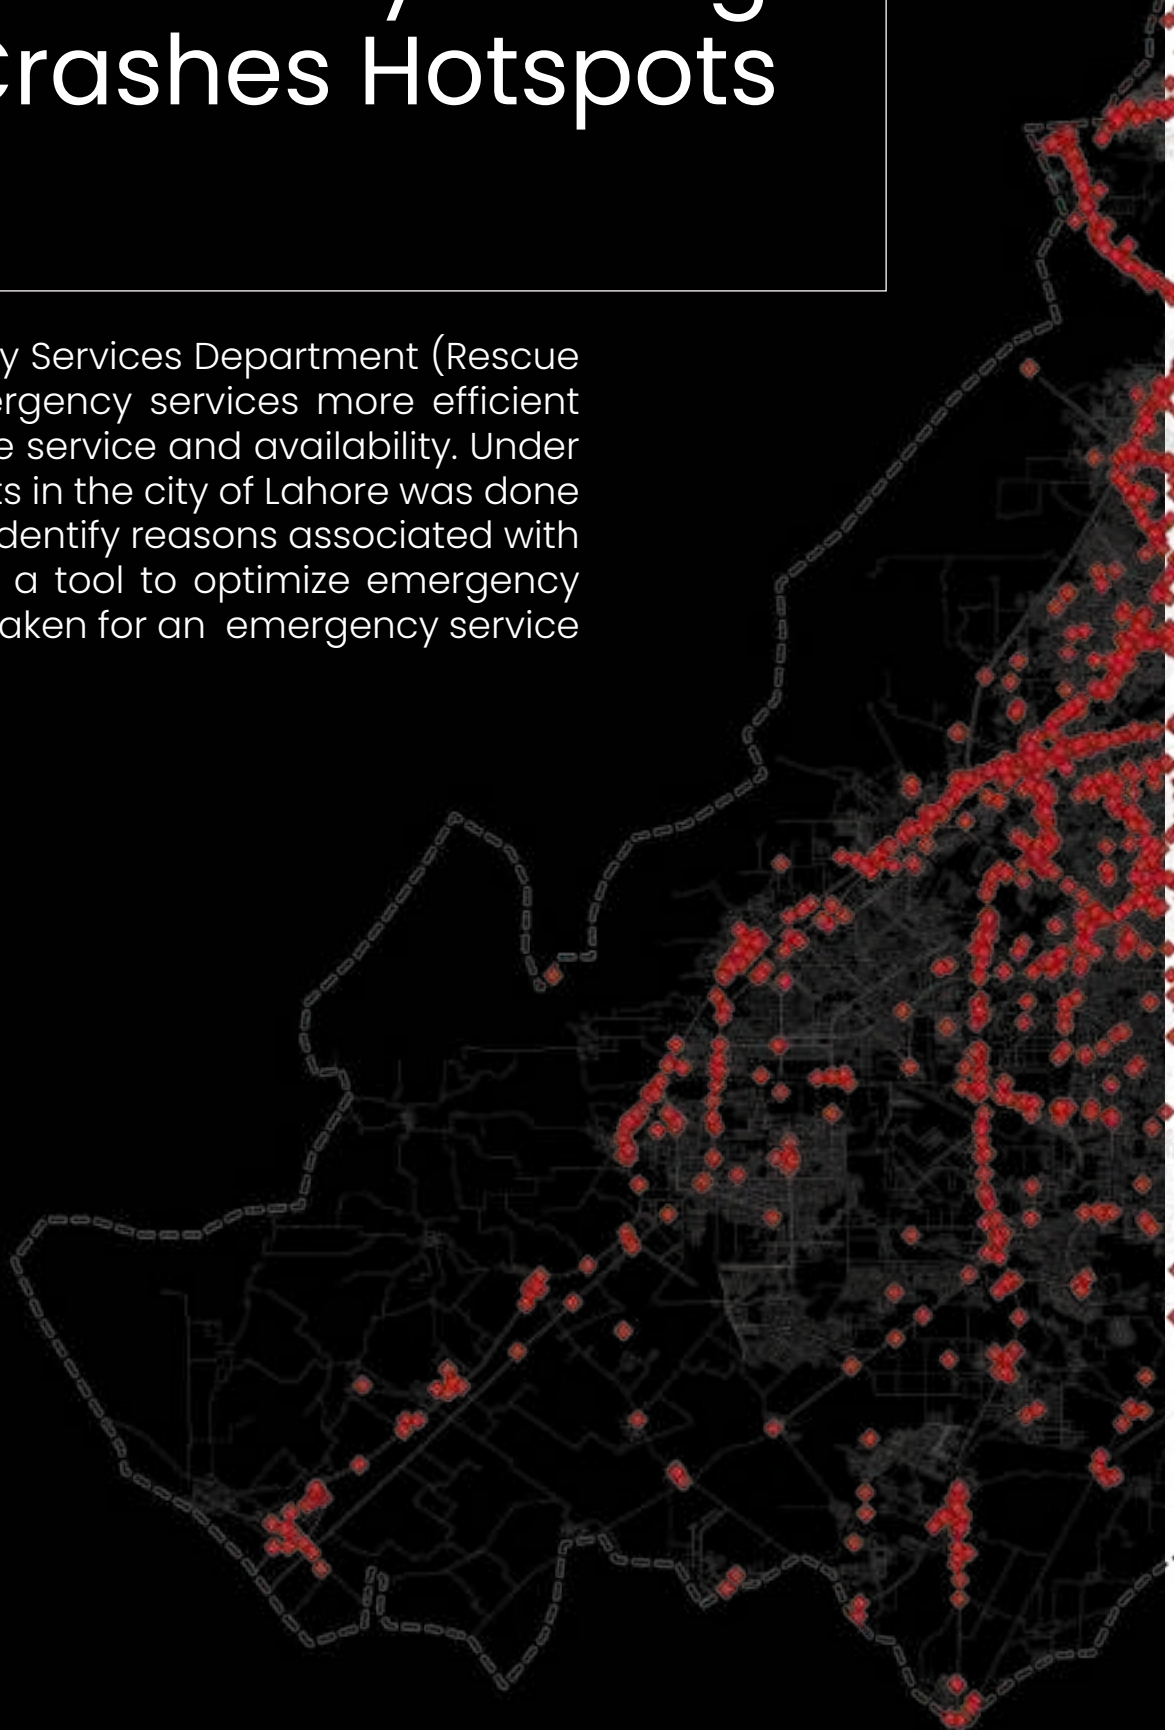 Crashes Hotspots
y Services Department (Rescue
ergency services more efficient
e service and availability. Under
ts in the city of Lahore was done
dentify reasons associated with
a tool to optimize emergency
aken for an emergency service